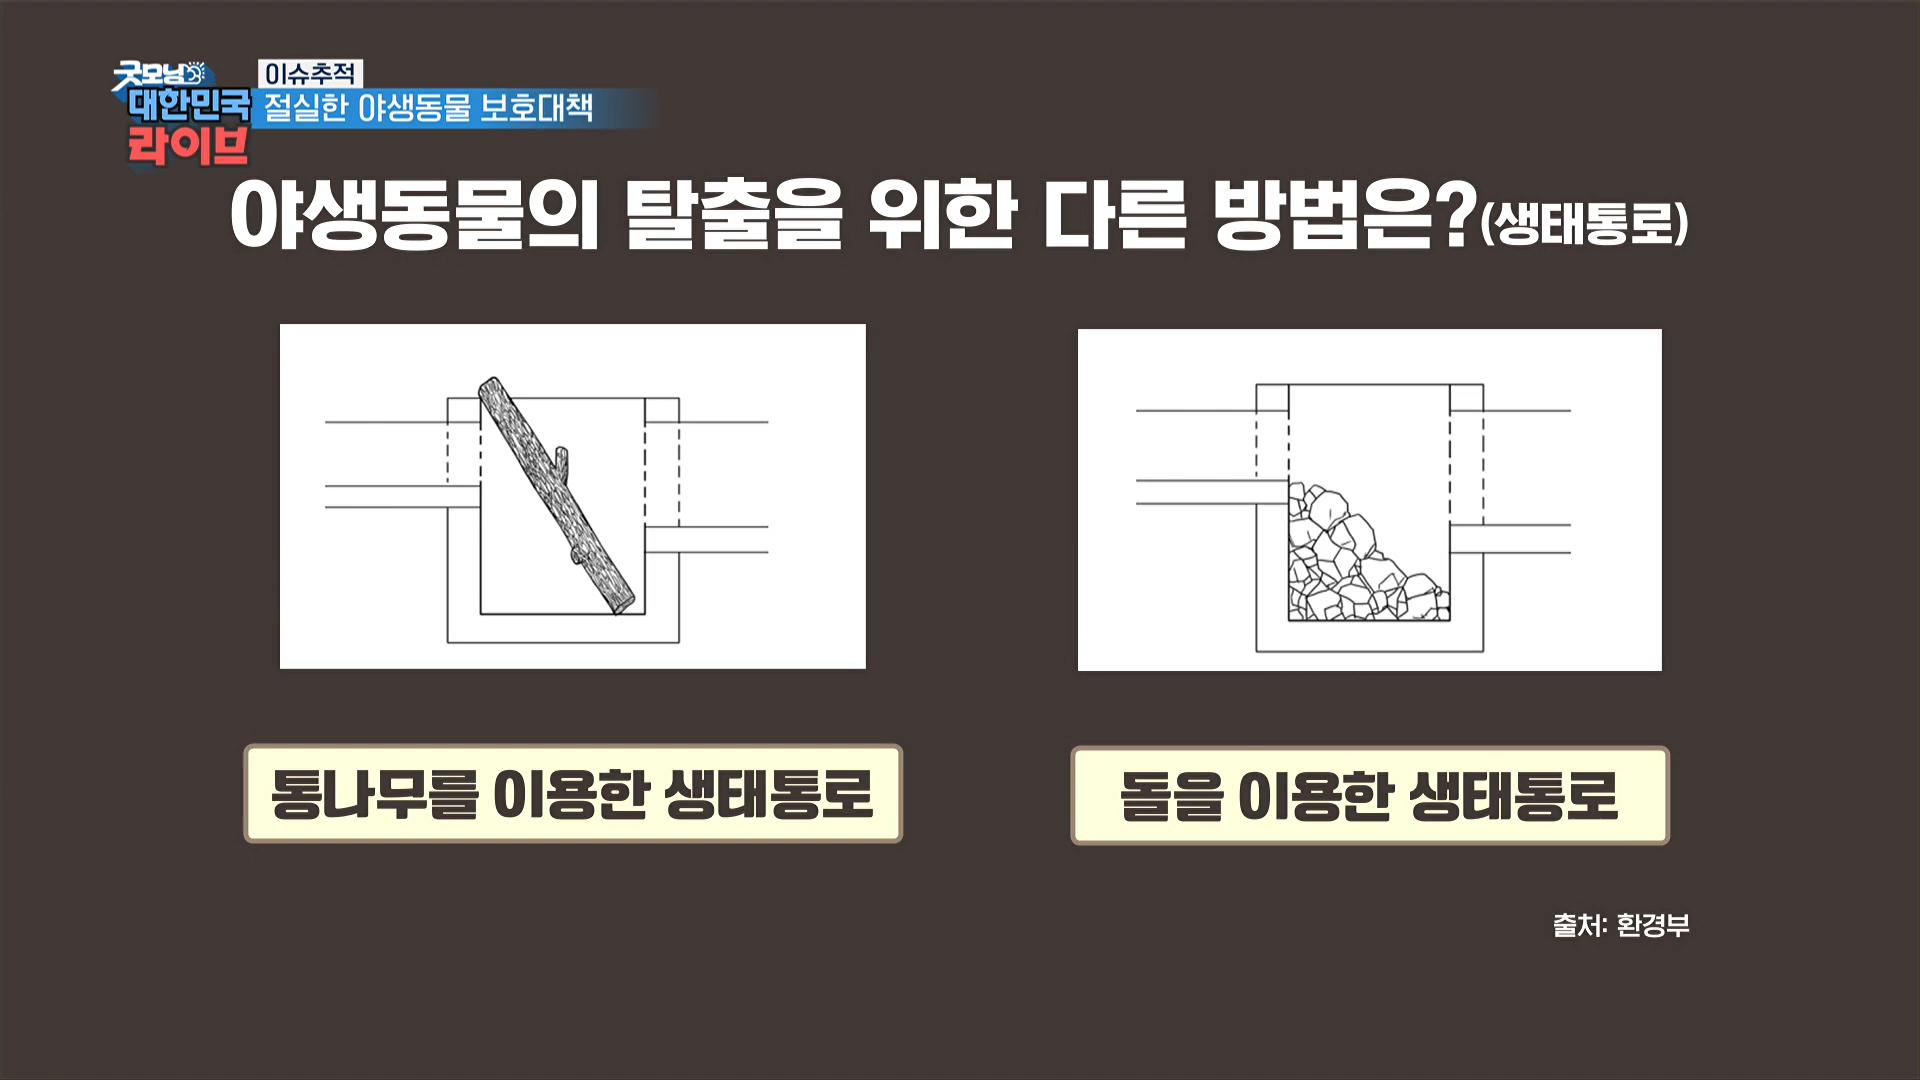 굿모닝
대한민국
라이브
이슈추적
절실한 야생동물 보호대책
야생동물의 탈출을 위한 다른 방법은?(생태통로)
통나무를 이용한 생태통로
돌을 이용한 생태통로
출처: 환경부